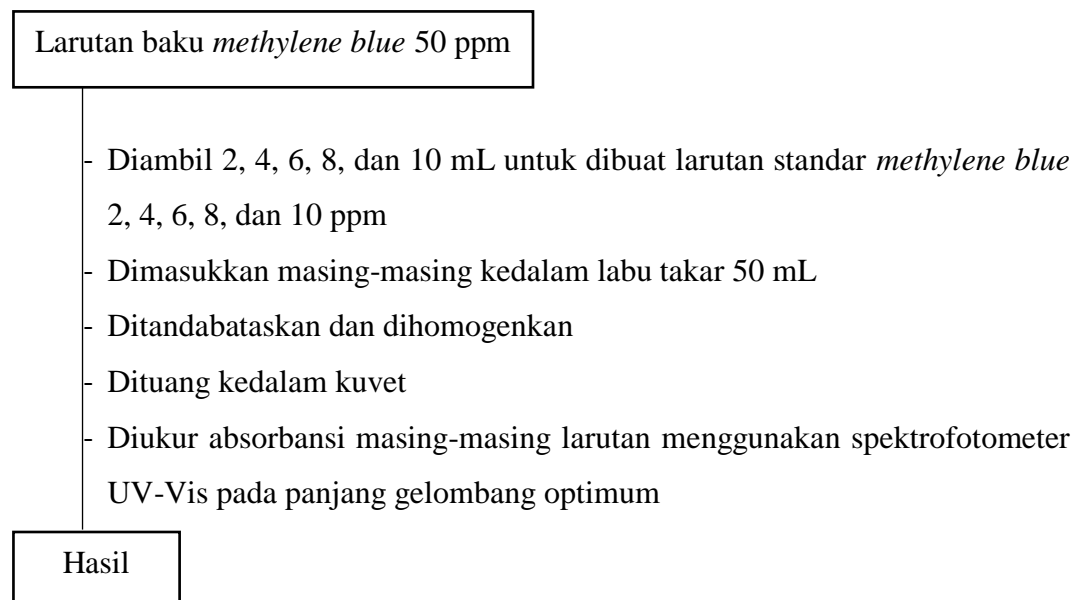 Larutan baku methylene blue 50 ppm
- Diambil 2, 4, 6, 8, dan 10 mL untuk dibuat larutan standar methylene blue
2, 4, 6, 8, dan 10 ppm
- Dimasukkan masing-masing kedalam labu takar 50 mL
- Ditandabataskan dan dihomogenkan
- Dituang kedalam kuvet
- Diukur absorbansi masing-masing larutan menggunakan spektrofotometer
UV-Vis pada panjang gelombang optimum
Hasil